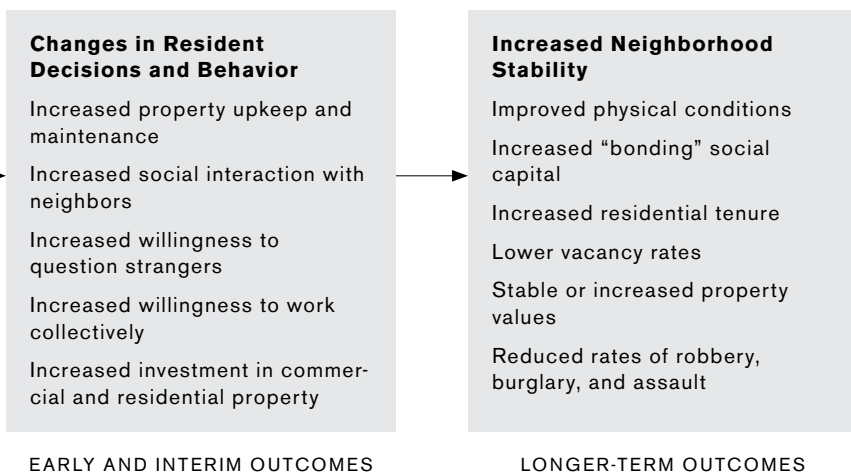 Changes in Resident
Decisions and Behavior
Increased property upkeep and
maintenance
Increased social interaction with
neighbors
Increased willingness to
question strangers
Increased willingness to work
collectively
Increased investment in commer-
cial and residential property
EARLY AND INTERIM OUTCOMES
Increased Neighborhood
Stability
Improved physical conditions
Increased “bonding” social
capital
Increased residential tenure
Lower vacancy rates
Stable or increased property
values
Reduced rates of robbery,
burglary, and assault
LONGER-TERM OUTCOMES